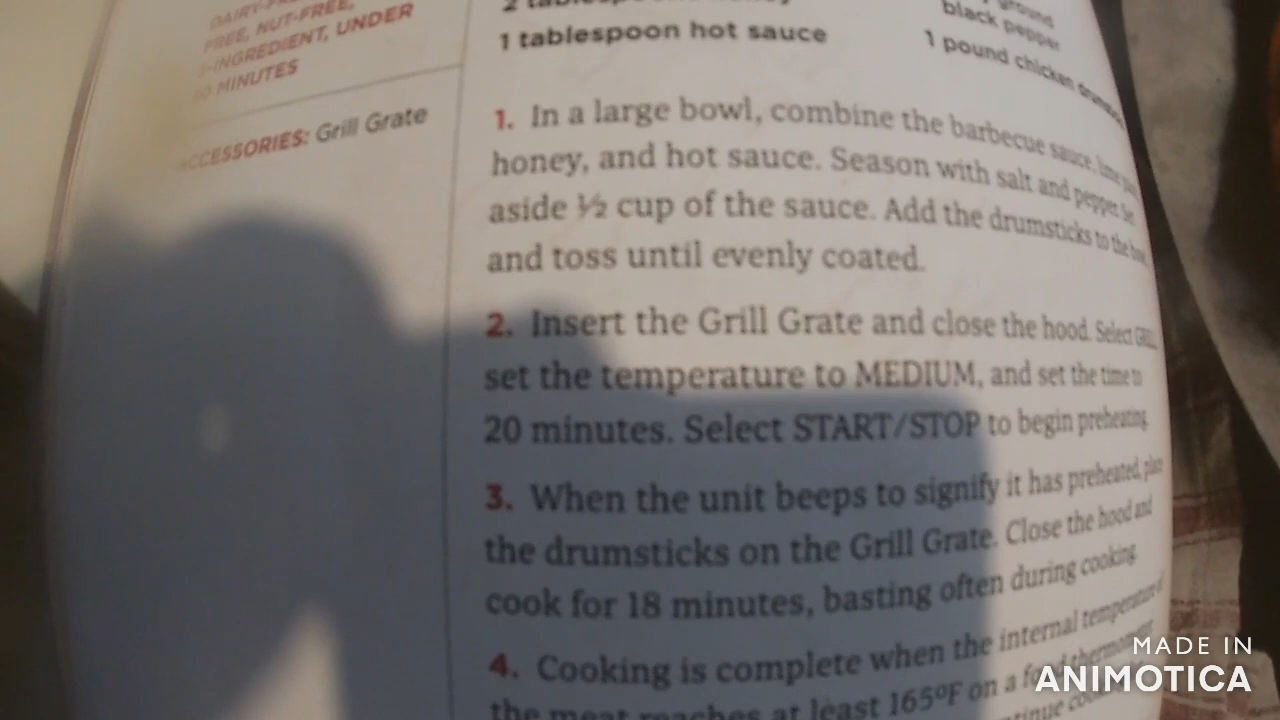 DAIRY-FREE,
FREE, NUT-FREE,
5-INGREDIENT, UNDER
30 MINUTES
ACCESSORIES: Grill Grate
1 tablespoon hot sauce
ground
black pepper
1 pound chicken drumsticks
1. In a large bowl, combine the barbecue sauce, lime
honey, and hot sauce. Season with salt and pepper. Set
aside ½ cup of the sauce. Add the drumsticks to the bowl
and toss until evenly coated.
2. Insert the Grill Grate and close the hood. Select GRILL,
set the temperature to MEDIUM, and set the time to
20 minutes. Select START/STOP to begin preheating.
3. When the unit beeps to signify it has preheated, place
the drumsticks on the Grill Grate. Close the hood and
cook for 18 minutes, basting often during cooking.
4. Cooking is complete when the internal temperature of
the meat reaches at least 165ºF on a food thermometer.
MADE IN
ANIMOTICA